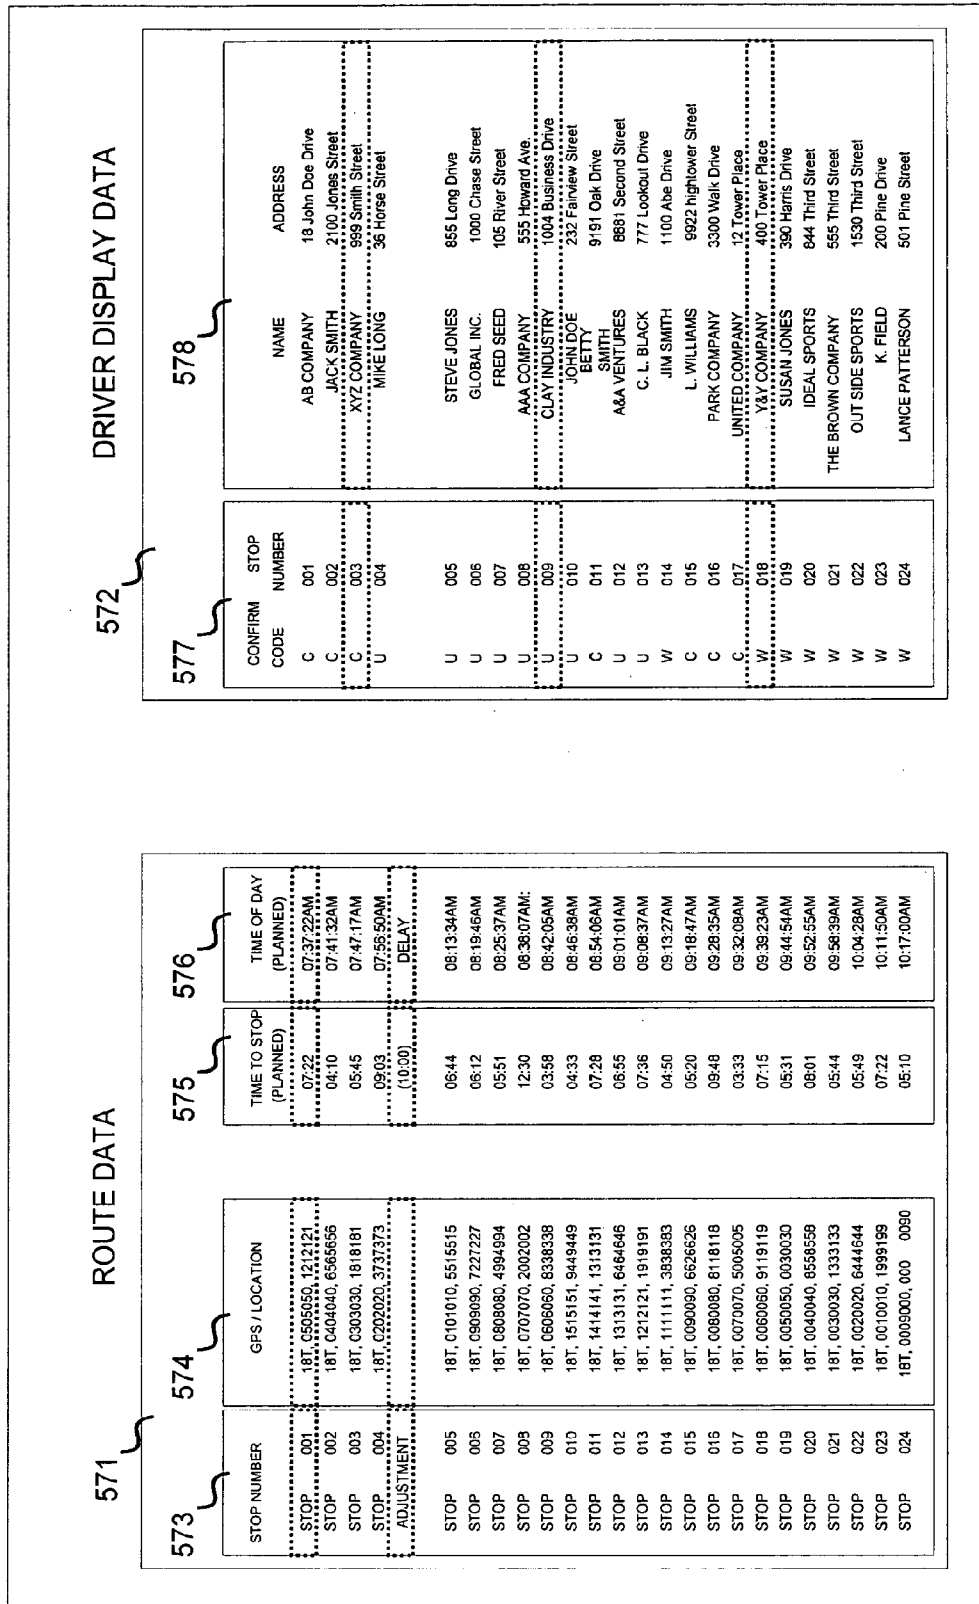 ROUTE DATA
571
573
574
575
576
STOP NUMBER GPS / LOCATION TIME TO STOP (PLANNED) TIME OF DAY (PLANNED)
STOP 001 18T, 0505050, 1212121 07:22 07:37:22AM
STOP 002 18T, 0404040, 6565656 04:10 07:41:32AM
STOP 003 18T, 0303030, 1818181 05:45 07:47:17AM
STOP 004 18T, 0202020, 3737373 09:03 07:56:50AM
ADJUSTMENT (10:00) DELAY
STOP 005 18T, 0101010, 5515515 06:44 08:13:34AM
STOP 006 18T, 0909090, 7227227 06:12 08:19:46AM
STOP 007 18T, 0808080, 4994994 05:51 08:25:37AM
STOP 008 18T, 0707070, 2002002 12:30 08:38:07AM:
STOP 009 18T, 0606060, 8338338 03:58 08:42:05AM
STOP 010 18T, 1515151, 9449449 04:33 08:46:38AM
STOP 011 18T, 1414141, 1313131 07:28 08:54:06AM
STOP 012 18T, 1313131, 6464646 06:55 09:01:01AM
STOP 013 18T, 1212121, 1919191 07:36 09:08:37AM
STOP 014 18T, 1111111, 3838383 04:50 09:13:27AM
STOP 015 18T, 0090090, 6626626 05:20 09:18:47AM
STOP 016 18T, 0080080, 8118118 09:48 09:28:35AM
STOP 017 18T, 0070070, 5005005 03:33 09:32:08AM
STOP 018 18T, 0060060, 9119119 07:15 09:39:23AM
STOP 019 18T, 0050050, 0030030 05:31 09:44:54AM
STOP 020 18T, 0040040, 8558558 08:01 09:52:55AM
STOP 021 18T, 0030030, 1333133 05:44 09:58:39AM
STOP 022 18T, 0020020, 6444644 05:49 10:04:28AM
STOP 023 18T, 0010010, 1999199 07:22 10:11:50AM
STOP 024 18T, 0009000, 000 0090 05:10 10:17:00AM
DRIVER DISPLAY DATA
572
577
578
CONFIRM CODE STOP NUMBER NAME ADDRESS
C 001 AB COMPANY 18 John Doe Drive
C 002 JACK SMITH 2100 Jones Street
C 003 XYZ COMPANY 999 Smith Street
U 004 MIKE LONG 36 Horse Street
U 005 STEVE JONES 855 Long Drive
U 006 GLOBAL INC. 1000 Chase Street
U 007 FRED SEED 105 River Street
U 008 AAA COMPANY 555 Howard Ave.
U 009 CLAY INDUSTRY 1004 Business Drive
U 010 JOHN DOE 232 Fairview Street
C 011 BETTY SMITH 9191 Oak Drive
U 012 A&A VENTURES 8881 Second Street
U 013 C. L. BLACK 777 Lookout Drive
W 014 JIM SMITH 1100 Abe Drive
C 015 L. WILLIAMS 9922 hightower Street
C 016 PARK COMPANY 3300 Walk Drive
C 017 UNITED COMPANY 12 Tower Place
W 018 Y&Y COMPANY 400 Tower Place
W 019 SUSAN JONES 390 Harris Drive
W 020 IDEAL SPORTS 844 Third Street
W 021 THE BROWN COMPANY 555 Third Street
W 022 OUT SIDE SPORTS 1530 Third Street
W 023 K. FIELD 200 Pine Drive
W 024 LANCE PATTERSON 501 Pine Street